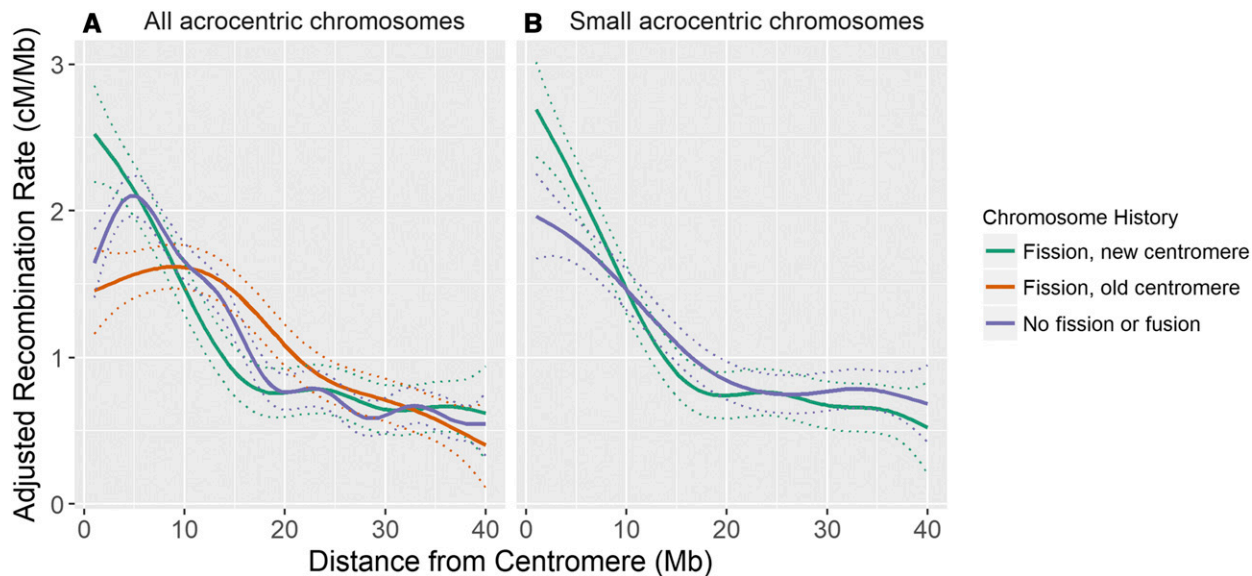 A All acrocentric chromosomes
B Small acrocentric chromosomes
Adjusted Recombination Rate (cM/Mb)
3
2
1
0
0 10 20 30 40
0 10 20 30 40
Distance from Centromere (Mb)
Chromosome History
Fission, new centromere
Fission, old centromere
No fission or fusion